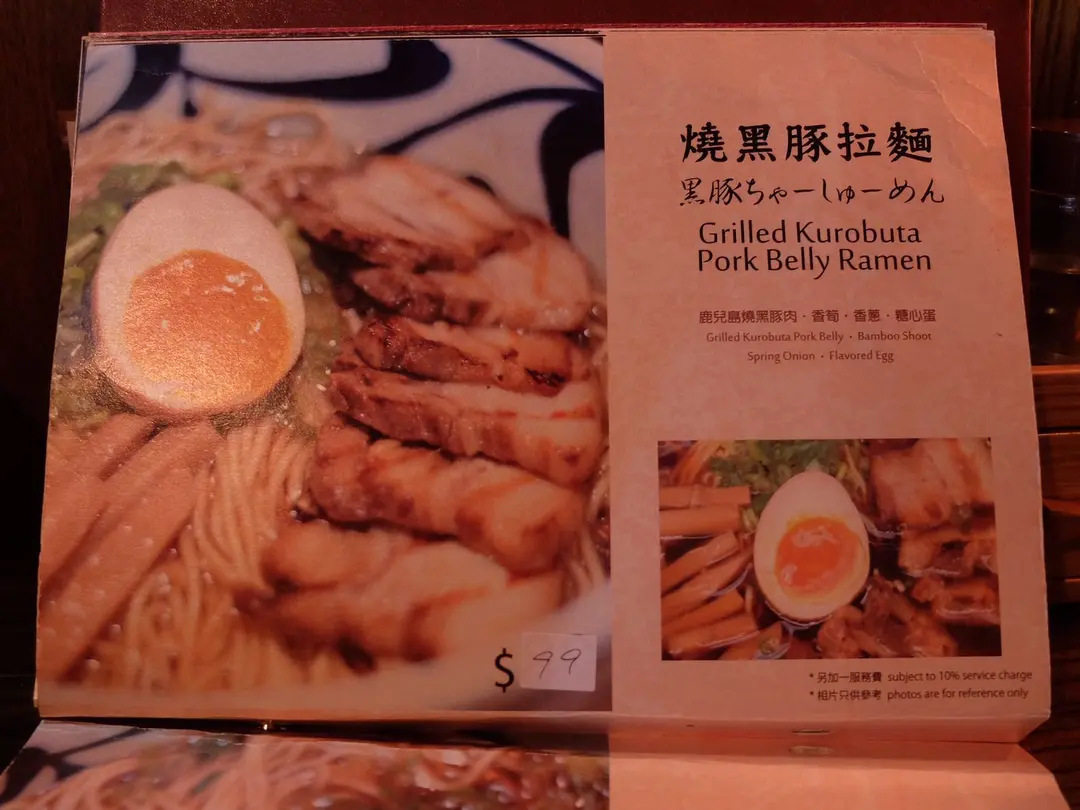 燒黑豚拉麵
黑豚ちゃーしゅーめん
Grilled Kurobuta
Pork Belly Ramen
鹿兒島燒黑豚肉・香筍・香蔥・糖心蛋
Grilled Kurobuta Pork Belly・Bamboo Shoot
Spring Onion・Flavored Egg
$ 99
* 另加一服務費 subject to 10% service charge
* 相片只供參考 photos are for reference only